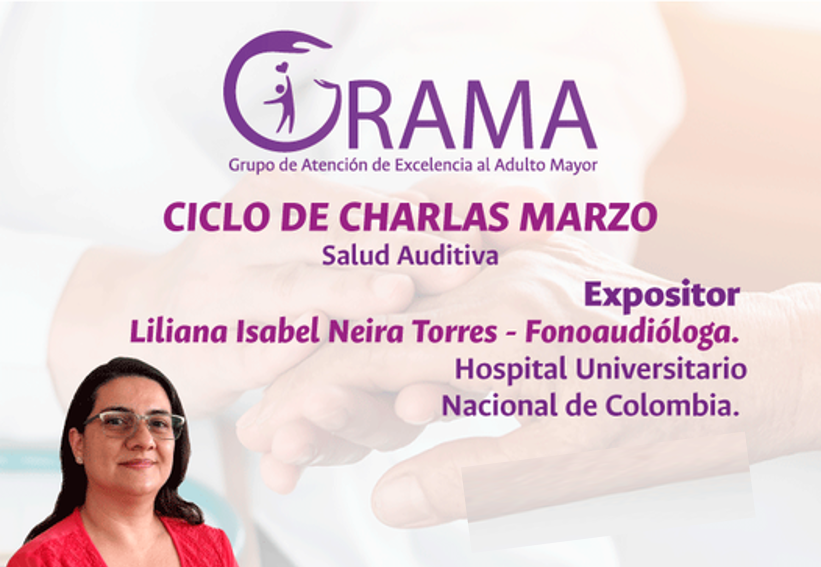 GRAMA
Grupo de Atención de Excelencia al Adulto Mayor
CICLO DE CHARLAS MARZO
Salud Auditiva
Expositor
Liliana Isabel Neira Torres - Fonoaudióloga.
Hospital Universitario
Nacional de Colombia.